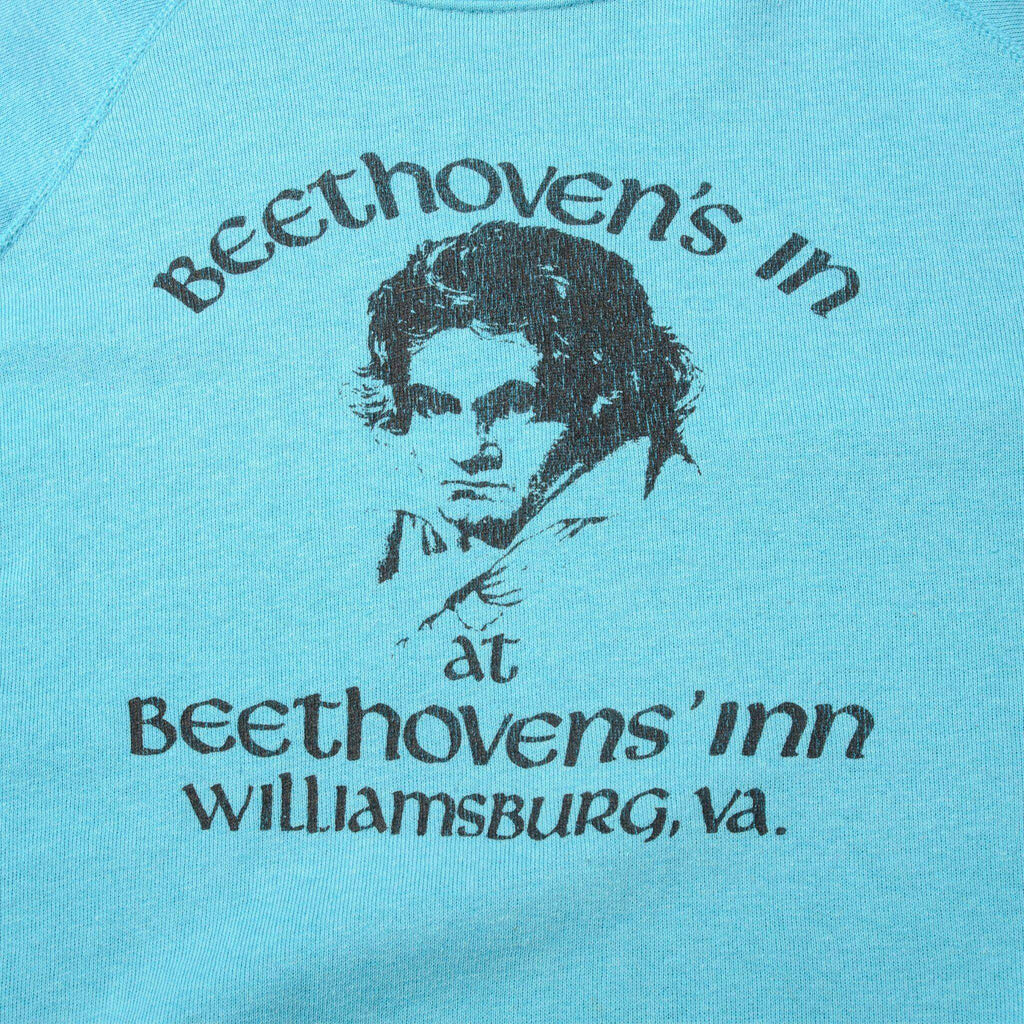 BEEthoven's In
at
BEEthovens' Inn
WILLIAMSBURG, Va.